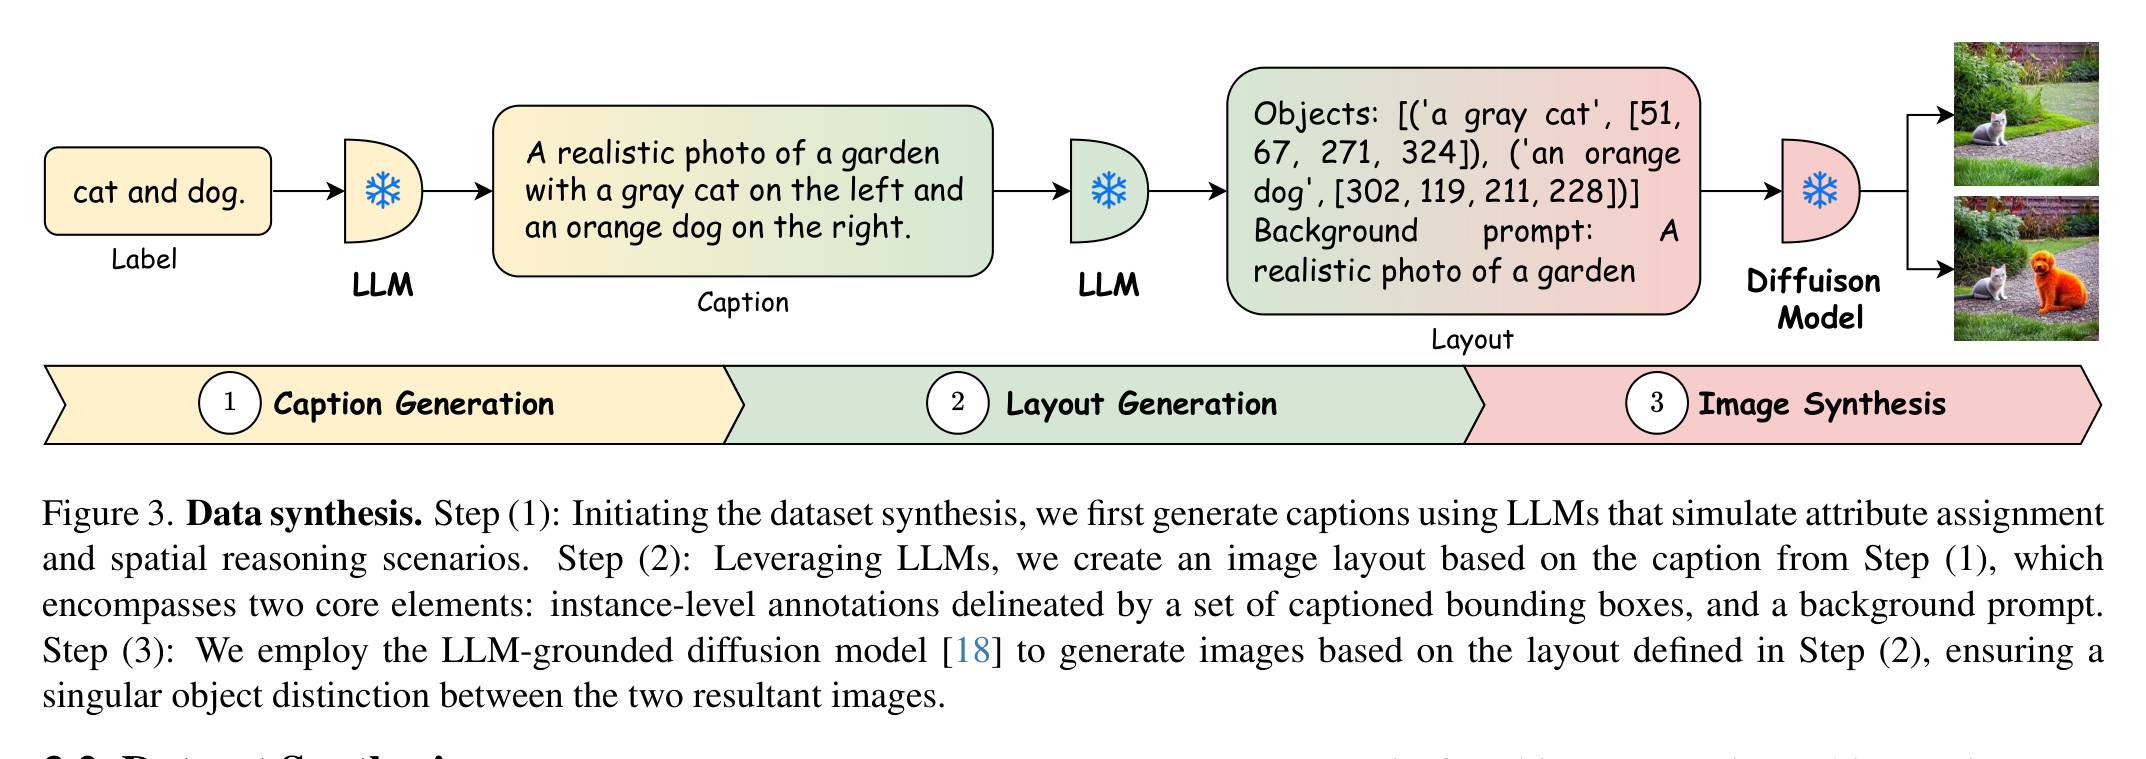 cat and dog.
Label
LLM
A realistic photo of a garden
with a gray cat on the left and
an orange dog on the right.
Caption
LLM
Objects: [('a gray cat', [51,
67, 271, 324]), ('an orange
dog', [302, 119, 211, 228])]
Background prompt: A
realistic photo of a garden
Layout
Diffuison
Model
1 Caption Generation
2 Layout Generation
3 Image Synthesis
Figure 3. Data synthesis. Step (1): Initiating the dataset synthesis, we first generate captions using LLMs that simulate attribute assignment
and spatial reasoning scenarios. Step (2): Leveraging LLMs, we create an image layout based on the caption from Step (1), which
encompasses two core elements: instance-level annotations delineated by a set of captioned bounding boxes, and a background prompt.
Step (3): We employ the LLM-grounded diffusion model [18] to generate images based on the layout defined in Step (2), ensuring a
singular object distinction between the two resultant images.